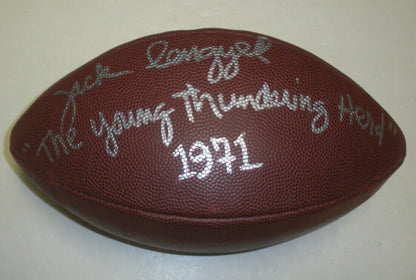 Jack Lengyel
"The Young Thundering Herd"
1971